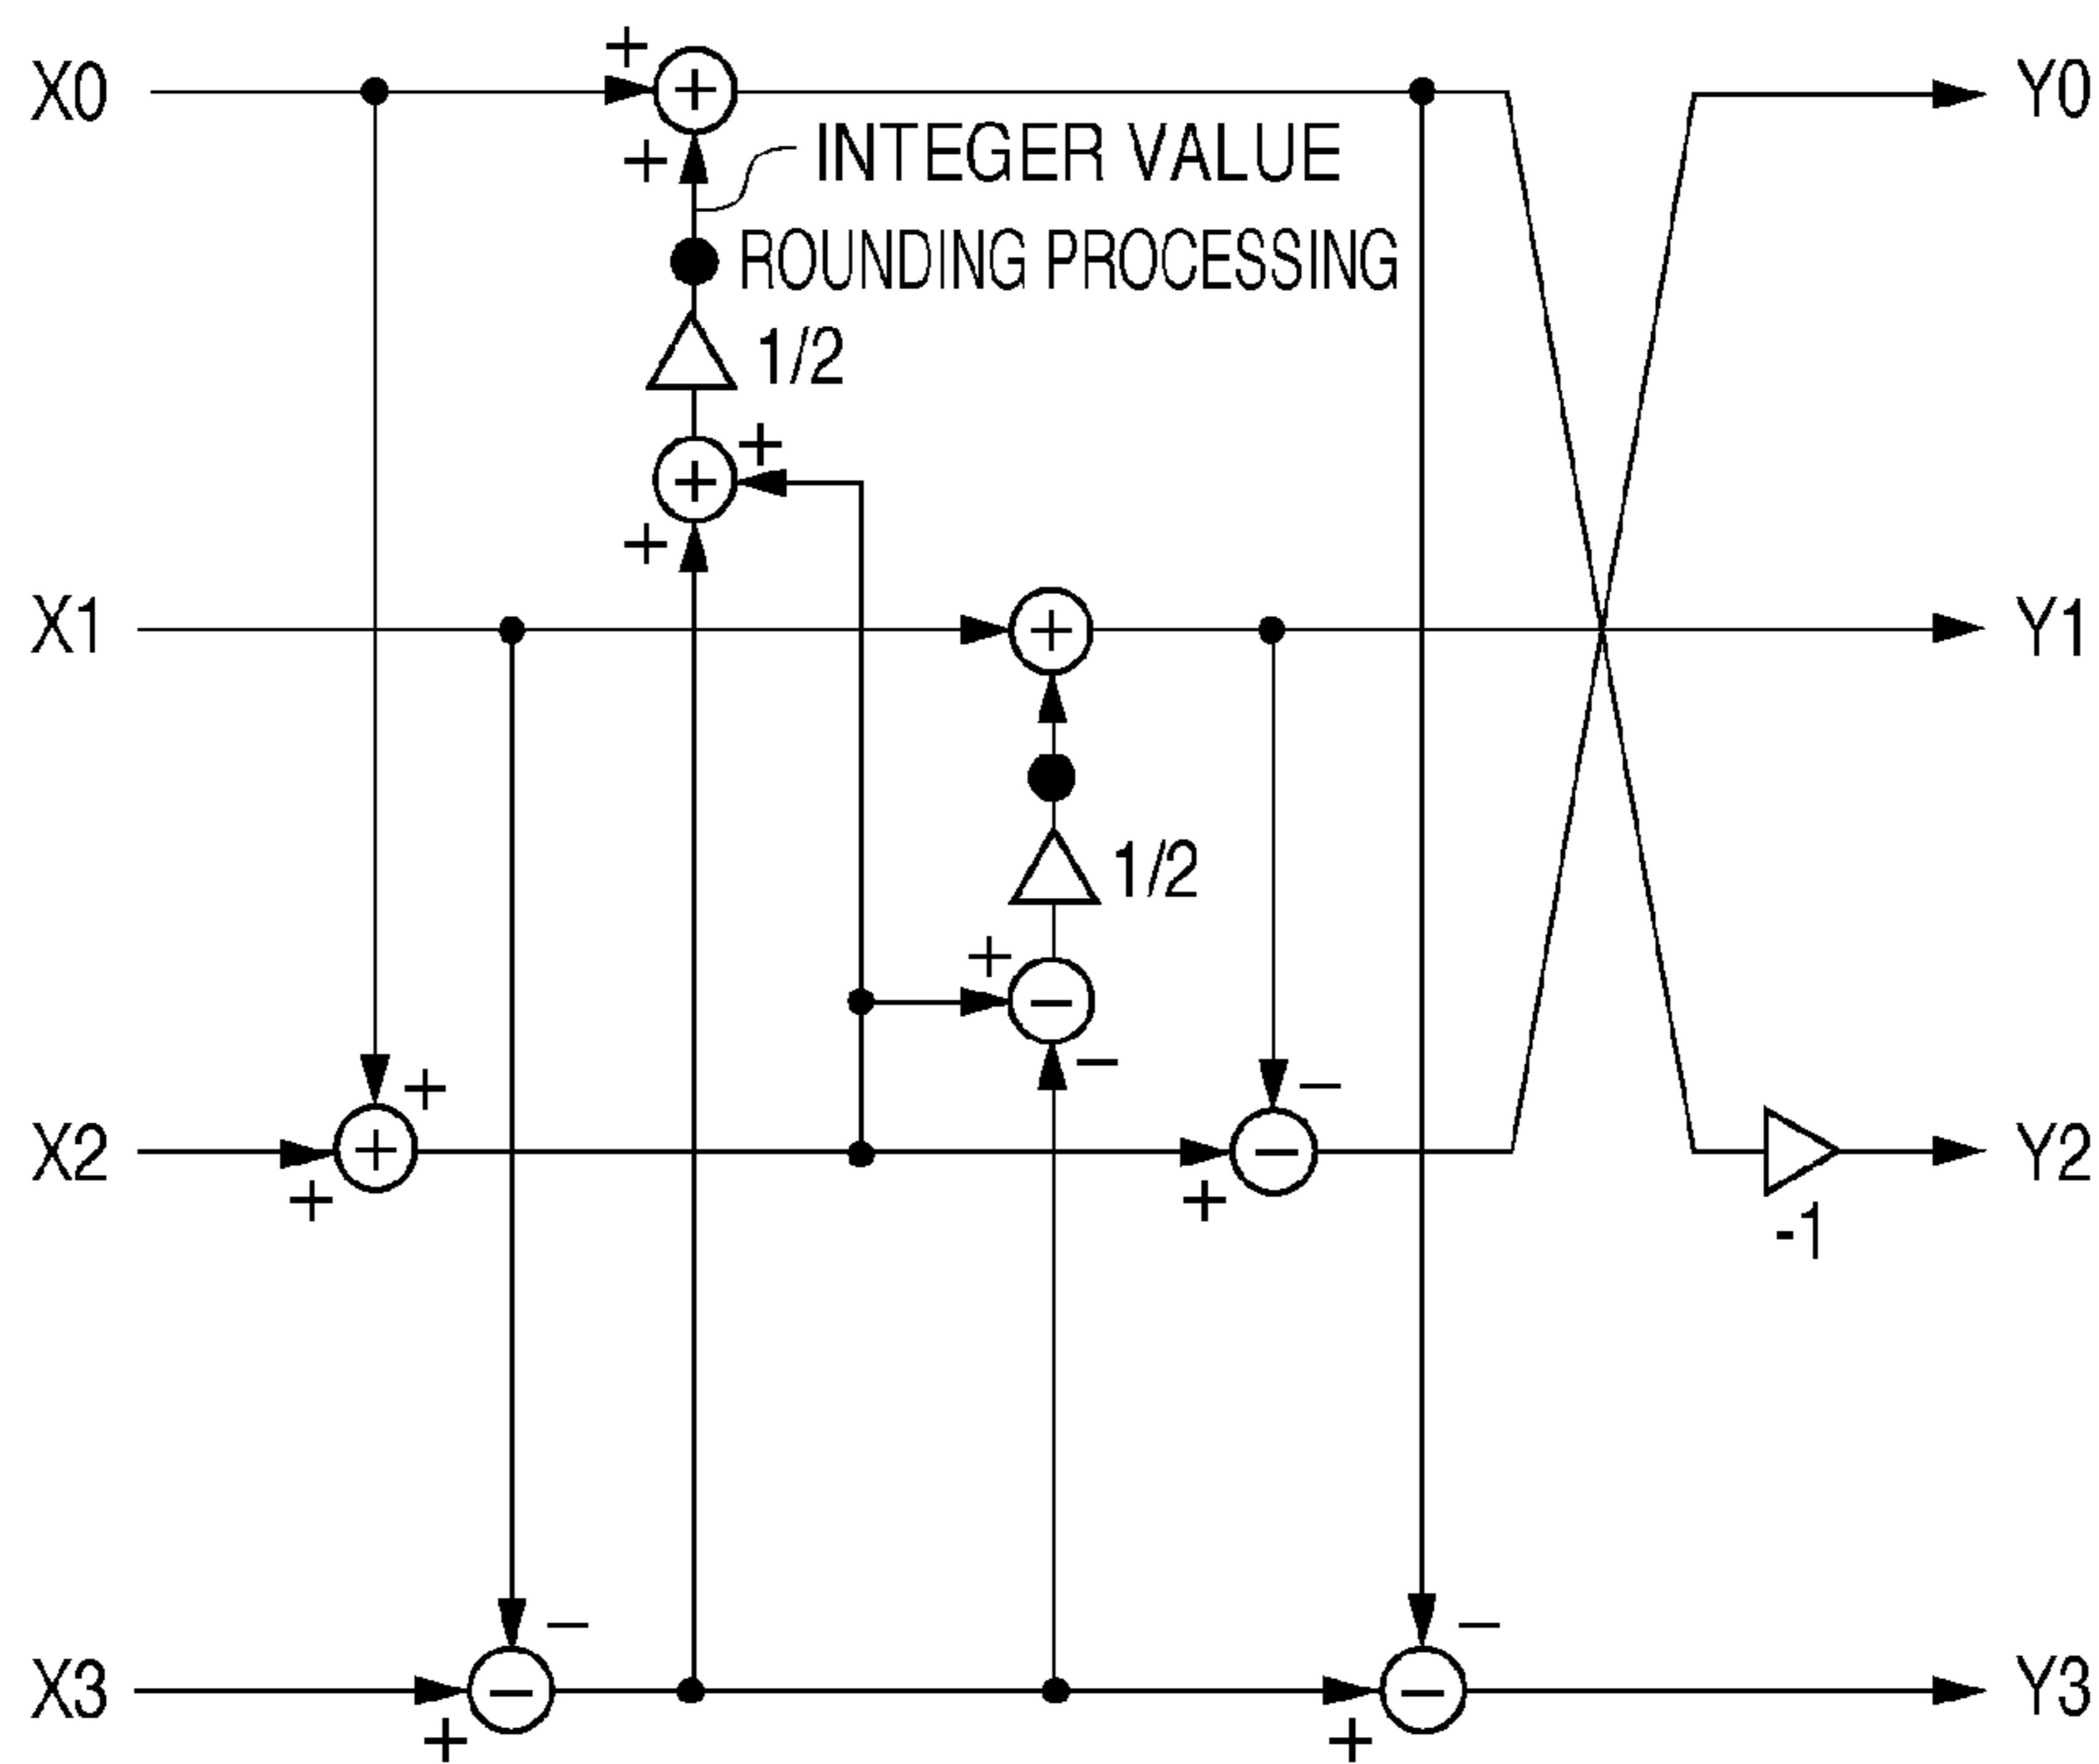 +
X0
+
Y0
+
INTEGER VALUE
ROUNDING PROCESSING
1/2
+
+
+
X1
+
Y1
1/2
+
−
−
+
−
X2
+
−
Y2
+
+
-1
−
−
X3
−
−
Y3
+
+